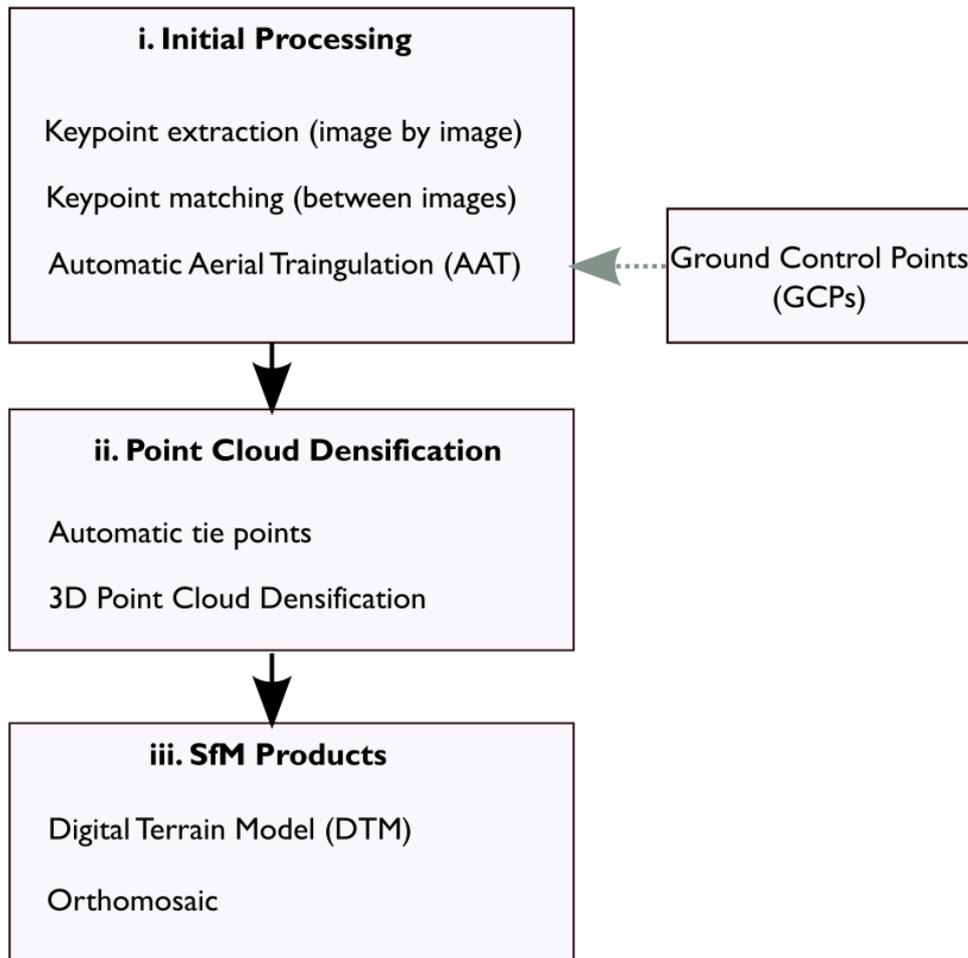 i. Initial Processing
Keypoint extraction (image by image)
Keypoint matching (between images)
Automatic Aerial Traingulation (AAT)
Ground Control Points
(GCPs)
ii. Point Cloud Densification
Automatic tie points
3D Point Cloud Densification
iii. SfM Products
Digital Terrain Model (DTM)
Orthomosaic